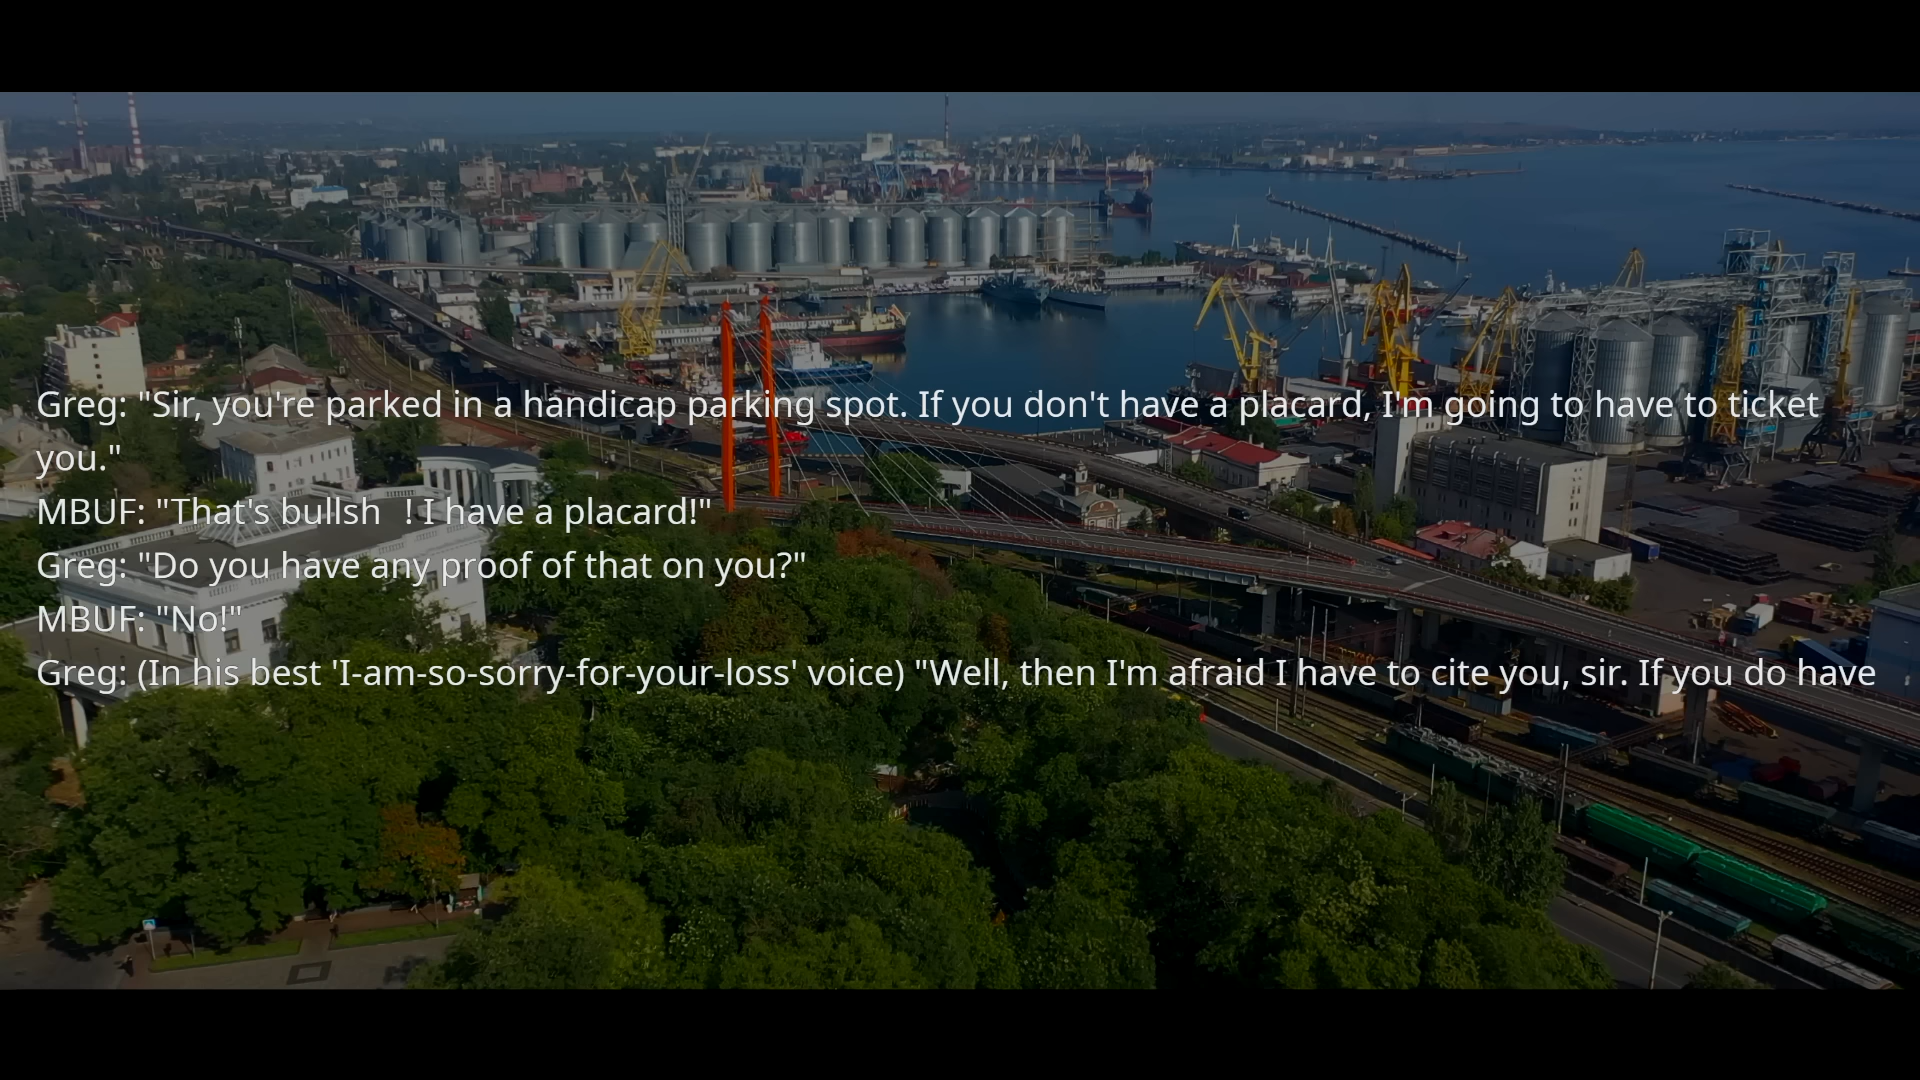 Greg: "Sir, you're parked in a handicap parking spot. If you don't have a placard, I'm going to have to ticket
you."
MBUF: "That's bullsh  ! I have a placard!"
Greg: "Do you have any proof of that on you?"
MBUF: "No!"
Greg: (In his best 'I-am-so-sorry-for-your-loss' voice) "Well, then I'm afraid I have to cite you, sir. If you do have